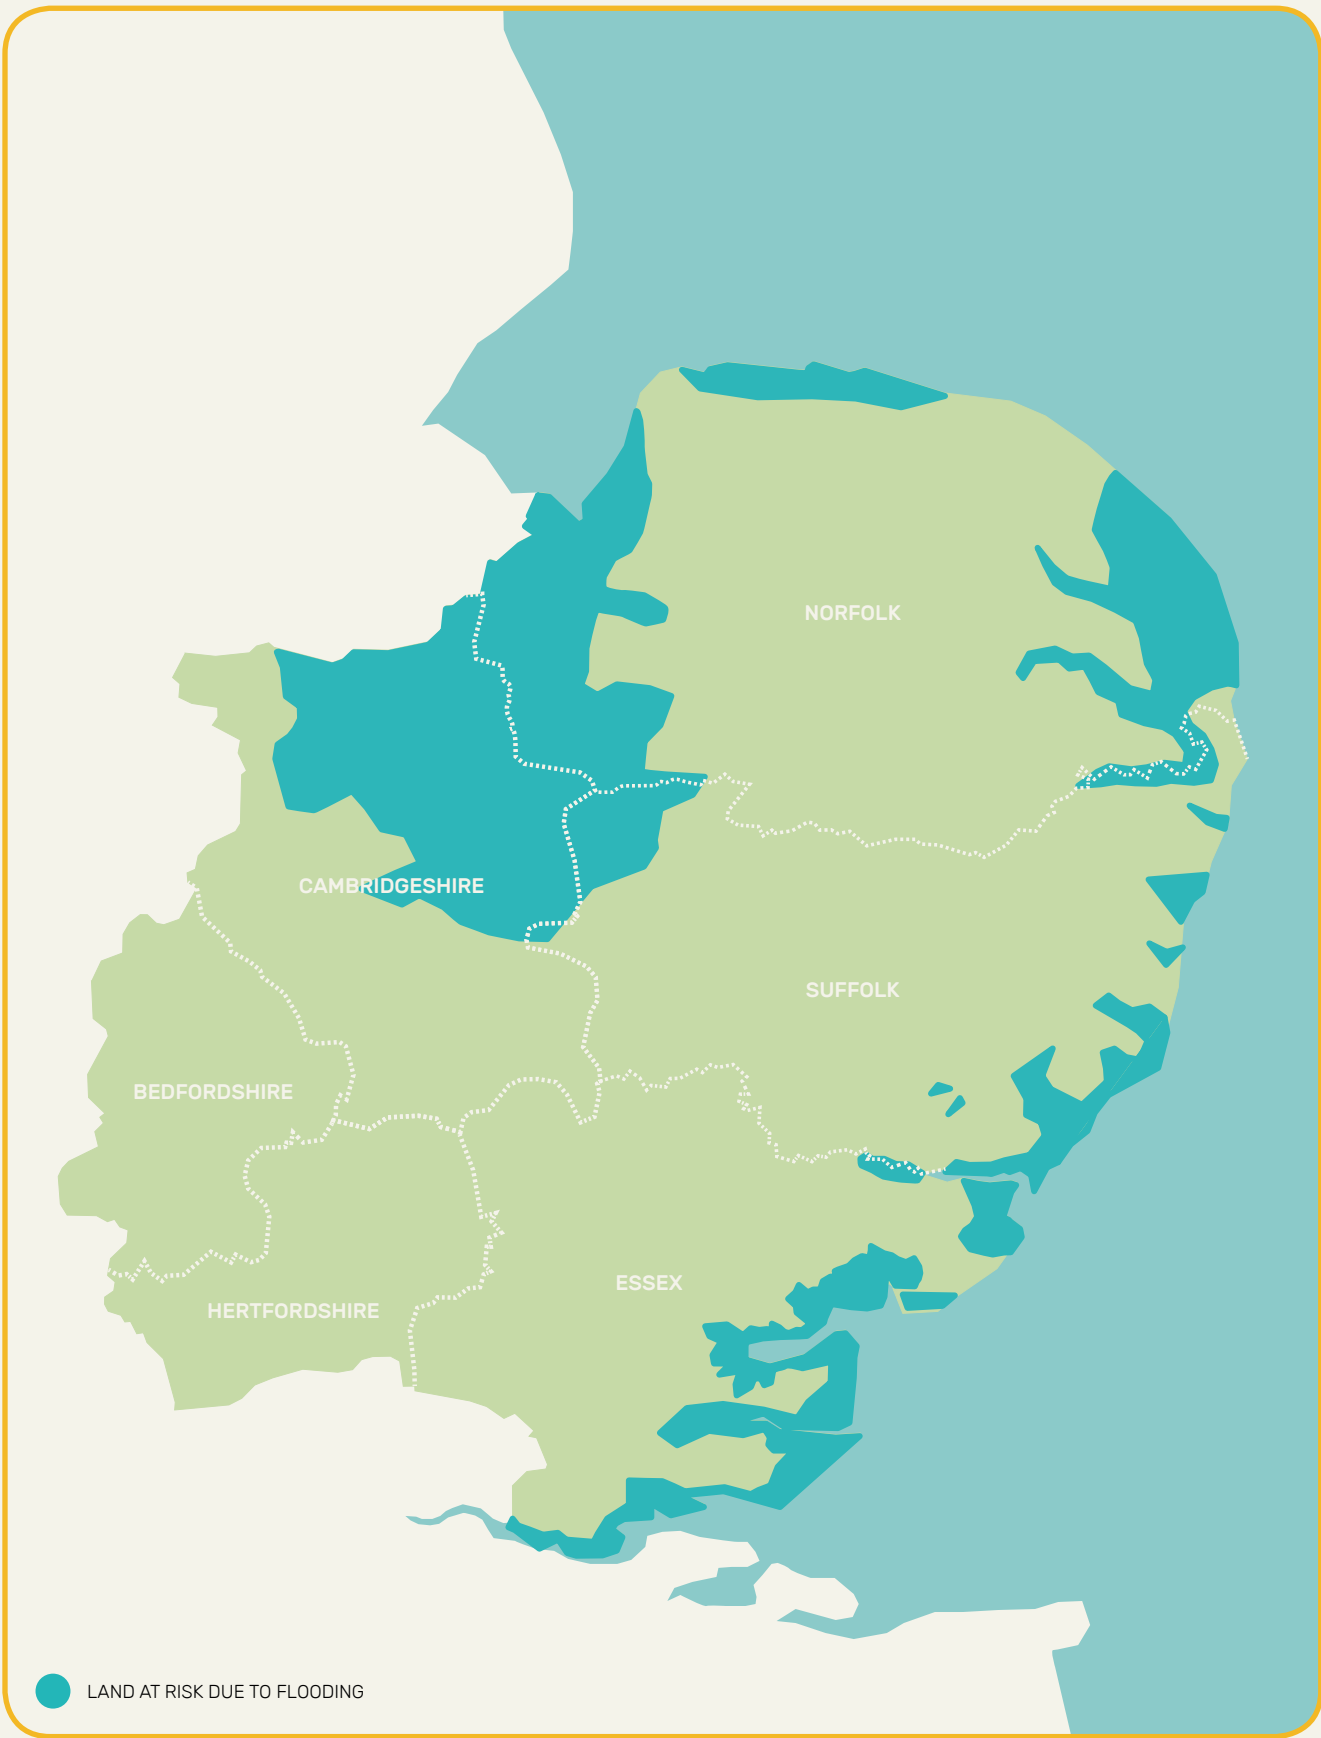 NORFOLK
CAMBRIDGESHIRE
SUFFOLK
BEDFORDSHIRE
ESSEX
HERTFORDSHIRE
LAND AT RISK DUE TO FLOODING